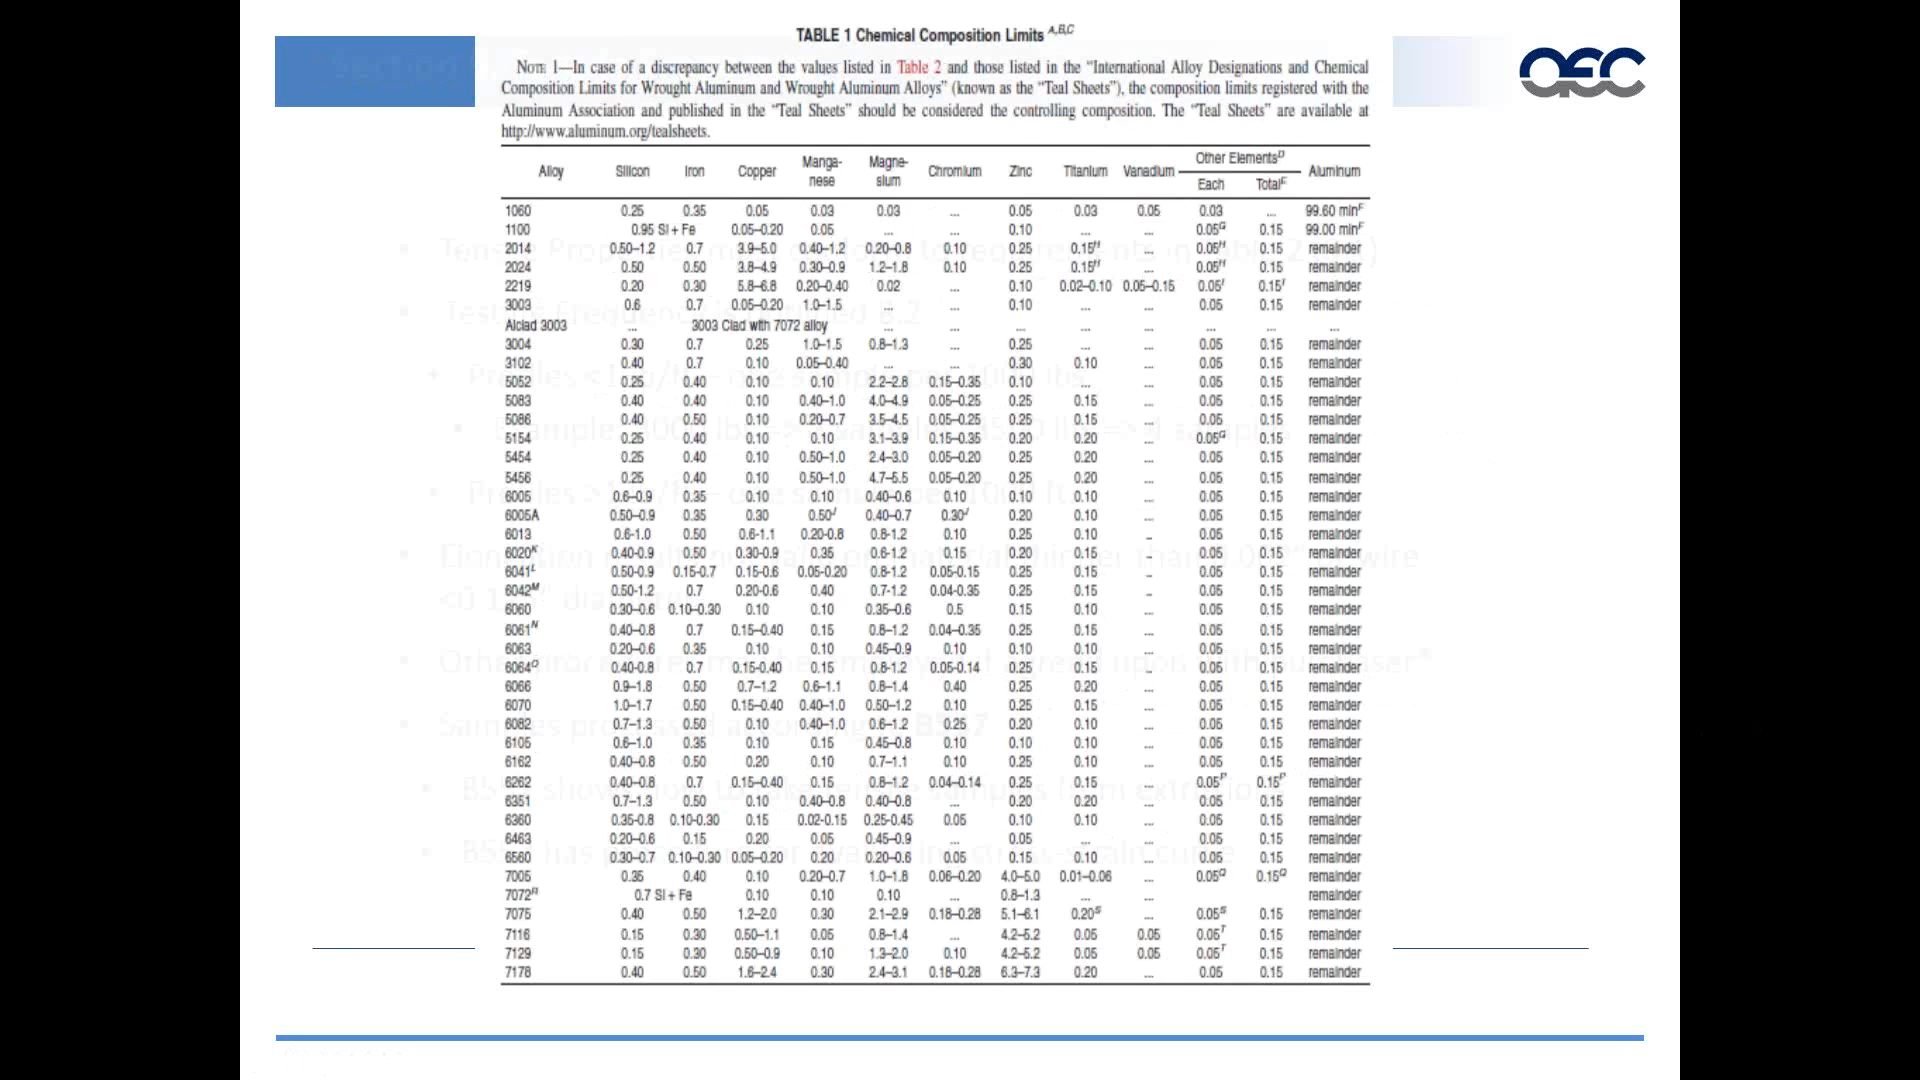 TABLE 1 Chemical Composition Limits A,B,C
NOTE 1—In case of a discrepancy between the values listed in Table 2 and those listed in the “International Alloy Designations and Chemical
Composition Limits for Wrought Aluminum and Wrought Aluminum Alloys” (known as the “Teal Sheets”), the composition limits registered with the
Aluminum Association and published in the “Teal Sheets” should be considered the controlling composition. The “Teal Sheets” are available at
http://www.aluminum.org/tealsheets.
AEC
Alloy Silicon Iron Copper Manga-nese Magne-sium Chromium Zinc Titanium Vanadium Other ElementsD Aluminum
Each TotalE
1060 0.25 0.35 0.05 0.03 0.03 ... 0.05 0.03 0.05 0.03 ... 99.60 minF
1100 0.95 Si + Fe 0.05–0.20 0.05 ... ... 0.10 ... ... 0.05G 0.15 99.00 minF
2014 0.50–1.2 0.7 3.9–5.0 0.40–1.2 0.20–0.8 0.10 0.25 0.15H ... 0.05H 0.15 remainder
2024 0.50 0.50 3.8–4.9 0.30–0.9 1.2–1.8 0.10 0.25 0.15H ... 0.05H 0.15 remainder
2219 0.20 0.30 5.8–6.8 0.20–0.40 0.02 ... 0.10 0.02–0.10 0.05–0.15 0.05I 0.15I remainder
3003 0.6 0.7 0.05–0.20 1.0–1.5 ... ... 0.10 ... ... 0.05 0.15 remainder
Alclad 3003 ... 3003 Clad with 7072 alloy ... ... ... ... ... ... ... ...
3004 0.30 0.7 0.25 1.0–1.5 0.8–1.3 ... 0.25 ... ... 0.05 0.15 remainder
3102 0.40 0.7 0.10 0.05–0.40 ... ... 0.30 0.10 ... 0.05 0.15 remainder
5052 0.25 0.40 0.10 0.10 2.2–2.8 0.15–0.35 0.10 ... ... 0.05 0.15 remainder
5083 0.40 0.40 0.10 0.40–1.0 4.0–4.9 0.05–0.25 0.25 0.15 ... 0.05 0.15 remainder
5086 0.40 0.50 0.10 0.20–0.7 3.5–4.5 0.05–0.25 0.25 0.15 ... 0.05 0.15 remainder
5154 0.25 0.40 0.10 0.10 3.1–3.9 0.15–0.35 0.20 0.20 ... 0.05G 0.15 remainder
5454 0.25 0.40 0.10 0.50–1.0 2.4–3.0 0.05–0.20 0.25 0.20 ... 0.05 0.15 remainder
5456 0.25 0.40 0.10 0.50–1.0 4.7–5.5 0.05–0.20 0.25 0.20 ... 0.05 0.15 remainder
6005 0.6–0.9 0.35 0.10 0.10 0.40–0.6 0.10 0.10 0.10 ... 0.05 0.15 remainder
6005A 0.50–0.9 0.35 0.30 0.50J 0.40–0.7 0.30J 0.20 0.10 ... 0.05 0.15 remainder
6013 0.6-1.0 0.50 0.6-1.1 0.20-0.8 0.8-1.2 0.10 0.25 0.10 .. 0.05 0.15 remainder
6020K 0.40-0.9 0.50 0.30-0.9 0.35 0.6-1.2 0.15 0.20 0.15 .. 0.05 0.15 remainder
6041L 0.50-0.9 0.15-0.7 0.15-0.6 0.05-0.20 0.8-1.2 0.05-0.15 0.25 0.15 .. 0.05 0.15 remainder
6042M 0.50-1.2 0.7 0.20-0.6 0.40 0.7-1.2 0.04-0.35 0.25 0.15 .. 0.05 0.15 remainder
6060 0.30–0.6 0.10–0.30 0.10 0.10 0.35–0.6 0.5 0.15 0.10 ... 0.05 0.15 remainder
6061N 0.40–0.8 0.7 0.15–0.40 0.15 0.8–1.2 0.04–0.35 0.25 0.15 ... 0.05 0.15 remainder
6063 0.20–0.6 0.35 0.10 0.10 0.45–0.9 0.10 0.10 0.10 ... 0.05 0.15 remainder
6064O 0.40-0.8 0.7 0.15-0.40 0.15 0.8-1.2 0.05-0.14 0.25 0.15 .. 0.05 0.15 remainder
6066 0.9–1.8 0.50 0.7–1.2 0.6–1.1 0.8–1.4 0.40 0.25 0.20 ... 0.05 0.15 remainder
6070 1.0–1.7 0.50 0.15–0.40 0.40–1.0 0.50–1.2 0.10 0.25 0.15 ... 0.05 0.15 remainder
6082 0.7–1.3 0.50 0.10 0.40–1.0 0.6–1.2 0.25 0.20 0.10 ... 0.05 0.15 remainder
6105 0.6–1.0 0.35 0.10 0.15 0.45–0.8 0.10 0.10 0.10 ... 0.05 0.15 remainder
6162 0.40–0.8 0.50 0.20 0.10 0.7–1.1 0.10 0.25 0.10 ... 0.05 0.15 remainder
6262 0.40–0.8 0.7 0.15–0.40 0.15 0.8–1.2 0.04–0.14 0.25 0.15 ... 0.05P 0.15P remainder
6351 0.7–1.3 0.50 0.10 0.40–0.8 0.40–0.8 ... 0.20 0.20 ... 0.05 0.15 remainder
6360 0.35-0.8 0.10-0.30 0.15 0.02-0.15 0.25-0.45 0.05 0.10 0.10 ... 0.05 0.15 remainder
6463 0.20–0.6 0.15 0.20 0.05 0.45–0.9 ... 0.05 ... ... 0.05 0.15 remainder
6560 0.30–0.7 0.10–0.30 0.05–0.20 0.20 0.20–0.6 0.05 0.15 0.10 ... 0.05 0.15 remainder
7005 0.35 0.40 0.10 0.20–0.7 1.0–1.8 0.06–0.20 4.0–5.0 0.01–0.06 ... 0.05Q 0.15Q remainder
7072R 0.7 Si + Fe 0.10 0.10 0.10 ... 0.8–1.3 ... ... remainder
7075 0.40 0.50 1.2–2.0 0.30 2.1–2.9 0.18–0.28 5.1–6.1 0.20S ... 0.05S 0.15 remainder
7116 0.15 0.30 0.50–1.1 0.05 0.8–1.4 ... 4.2–5.2 0.05 0.05 0.05T 0.15 remainder
7129 0.15 0.30 0.50–0.9 0.10 1.3–2.0 0.10 4.2–5.2 0.05 0.05 0.05T 0.15 remainder
7178 0.40 0.50 1.6–2.4 0.30 2.4–3.1 0.18–0.28 6.3–7.3 0.20 ... 0.05 0.15 remainder